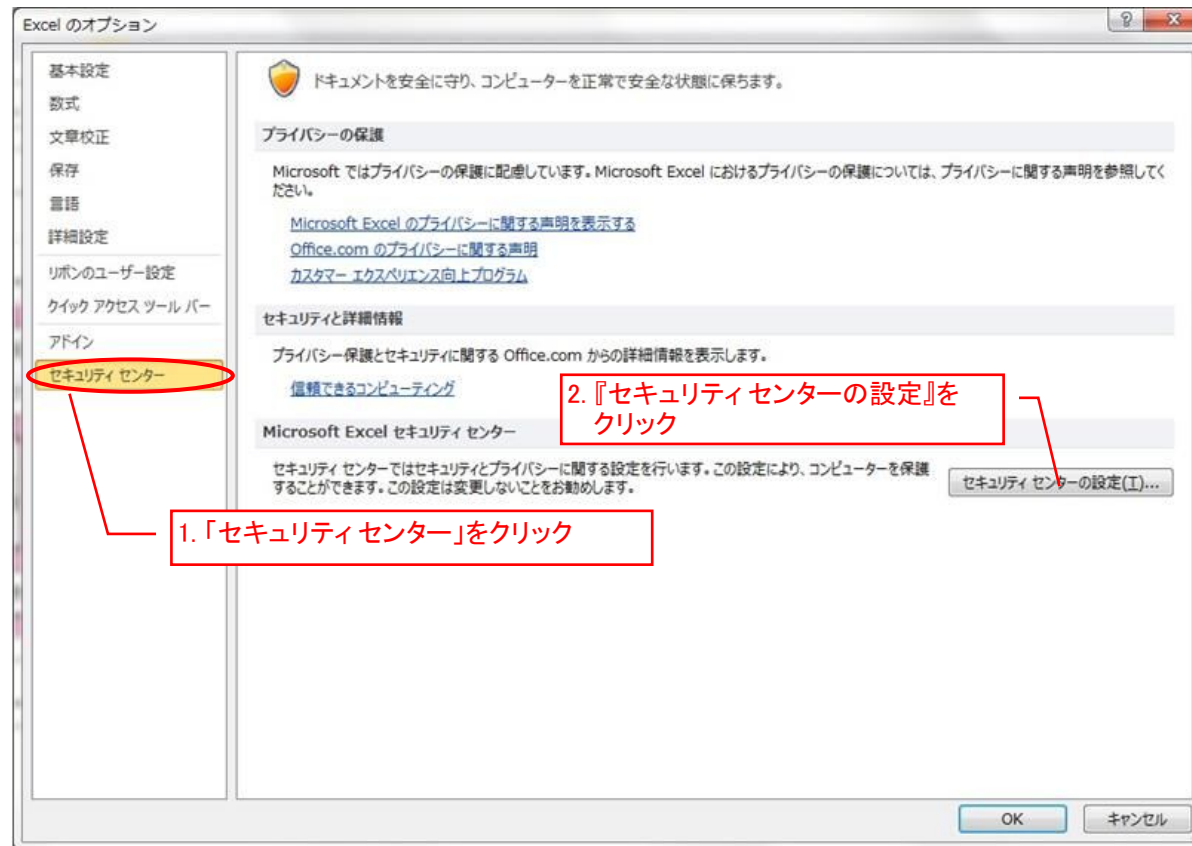 Excel のオプション
基本設定
数式
文章校正
保存
言語
詳細設定
リボンのユーザー設定
クイック アクセス ツール バー
アドイン
セキュリティ センター
ドキュメントを安全に守り、コンピューターを正常で安全な状態に保ちます。
プライバシーの保護
Microsoft ではプライバシーの保護に配慮しています。Microsoft Excel におけるプライバシーの保護については、プライバシーに関する声明を参照してく
ださい。
Microsoft Excel のプライバシーに関する声明を表示する
Office.com のプライバシーに関する声明
カスタマー エクスペリエンス向上プログラム
セキュリティと詳細情報
プライバシー保護とセキュリティに関する Office.com からの詳細情報を表示します。
信頼できるコンピューティング
2.『セキュリティ センターの設定』を
クリック
Microsoft Excel セキュリティ センター
セキュリティ センターではセキュリティとプライバシーに関する設定を行います。この設定により、コンピューターを保護
することができます。この設定は変更しないことをお勧めします。
セキュリティ センターの設定(T)...
1.「セキュリティ センター」をクリック
OK
キャンセル